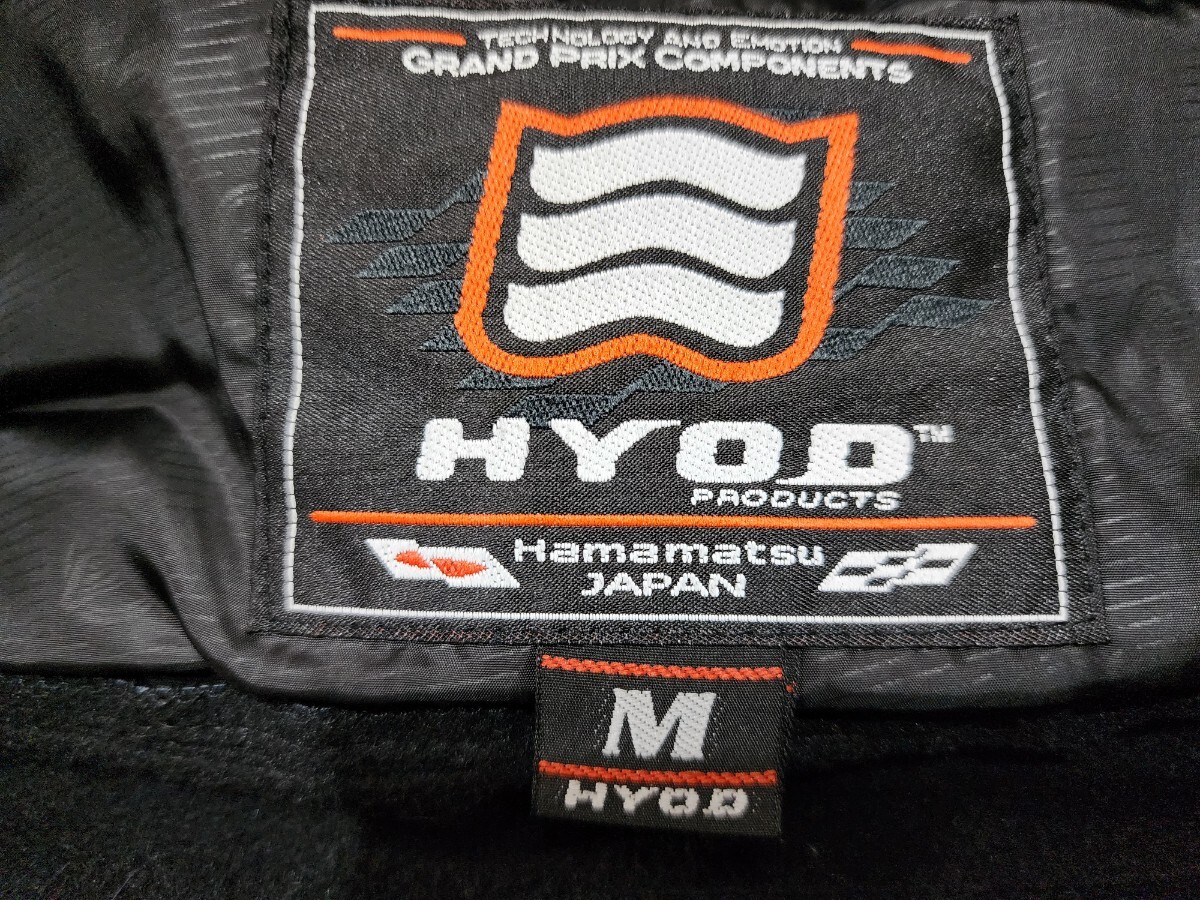 TECHNOLOGY AND EMOTION
GRAND PRIX COMPONENTS
HYOD™
PRODUCTS
Hamamatsu
JAPAN
M
HYOD